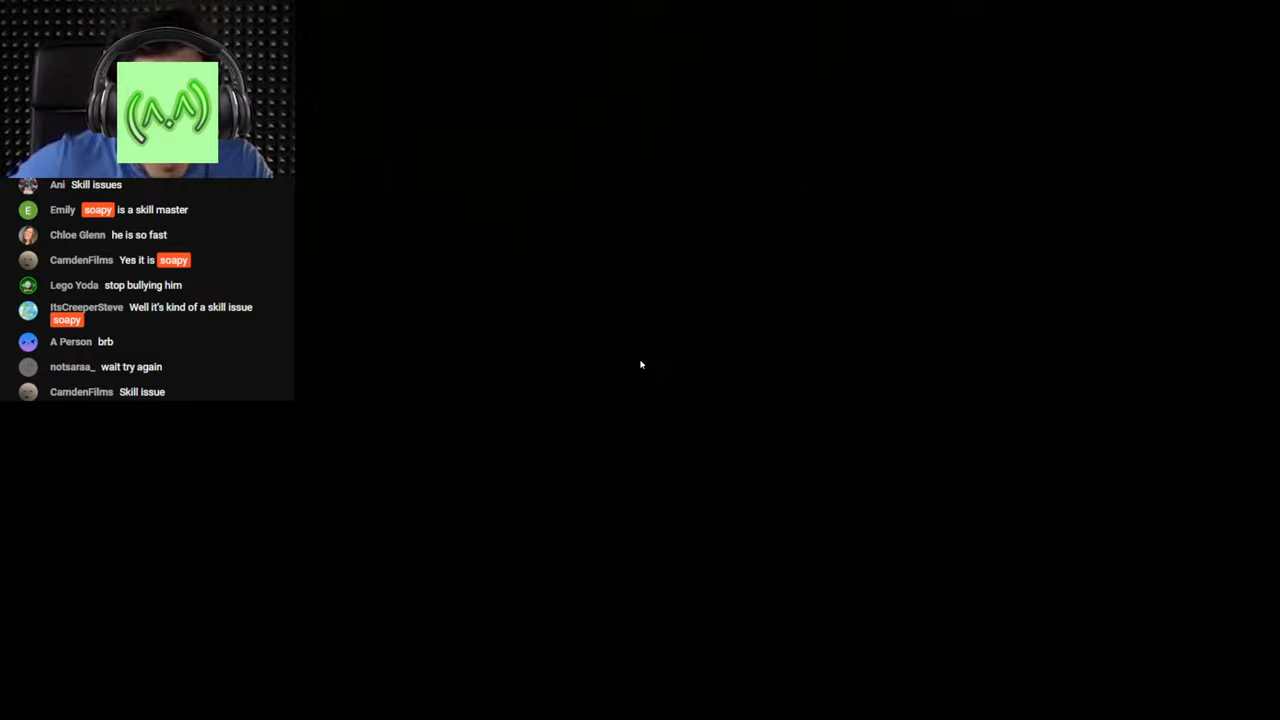 (^.^)
Ani Skill issues
Emily soapy is a skill master
Chloe Glenn he is so fast
CamdenFilms Yes it is soapy
Lego Yoda stop bullying him
ItsCreeperSteve Well it's kind of a skill issue
soapy
A Person brb
notsaraa_ wait try again
CamdenFilms Skill issue